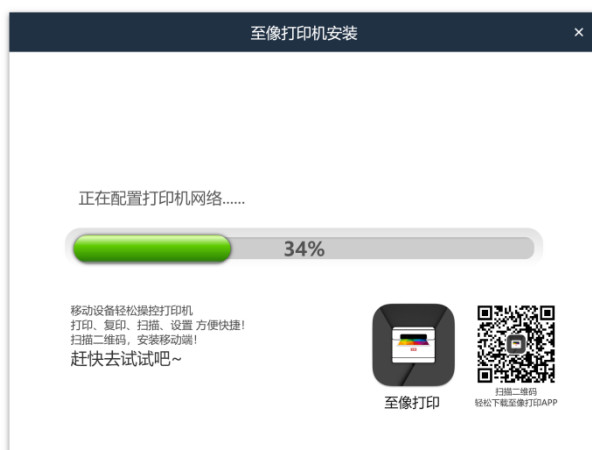 至像打印机安装
×
正在配置打印机网络......
34%
移动设备轻松操控打印机
打印、复印、扫描、设置 方便快捷！
扫描二维码，安装移动端！
赶快去试试吧~
至像打印
扫描二维码
轻松下载至像打印APP